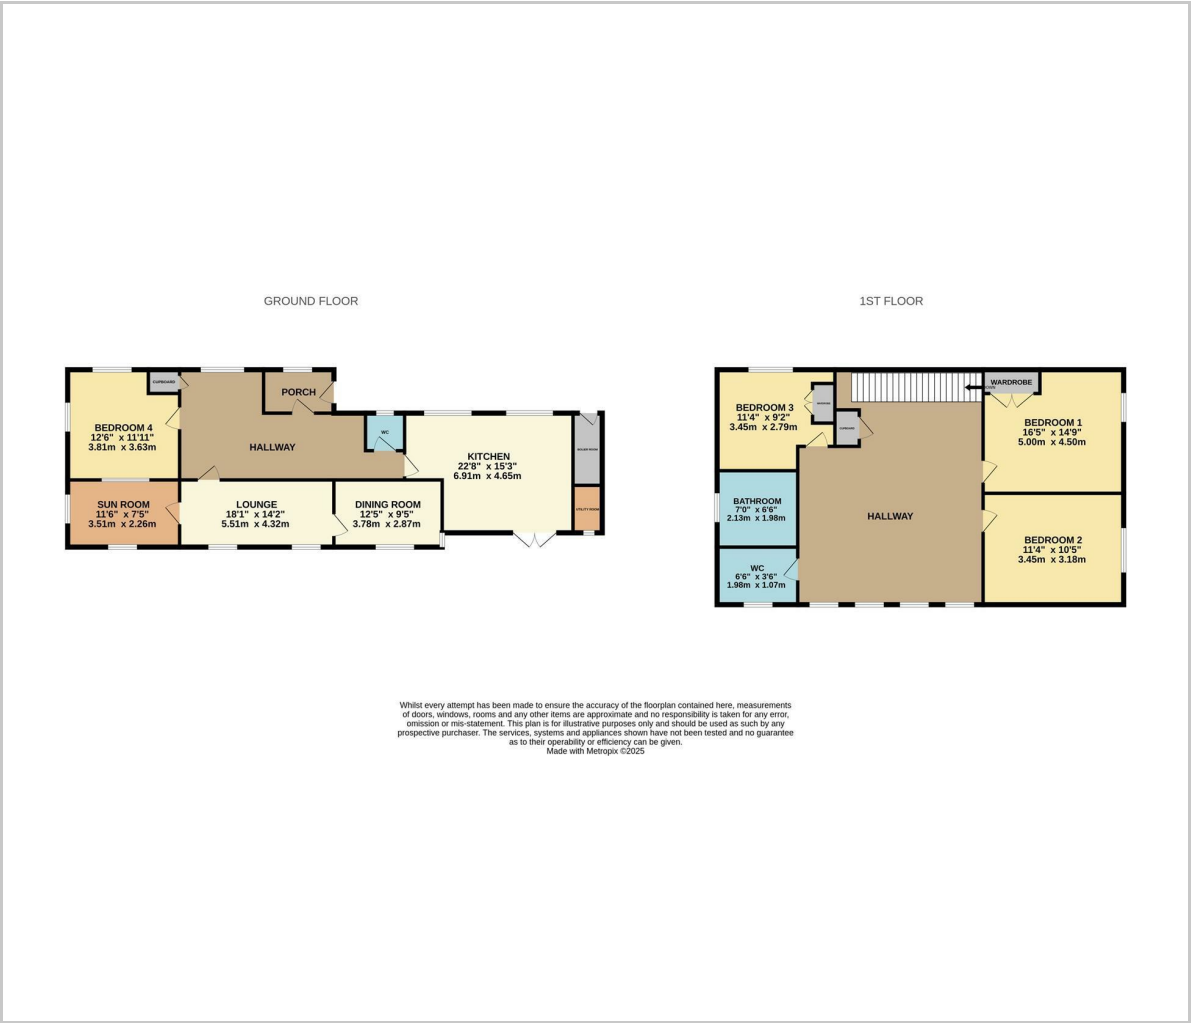 GROUND FLOOR
1ST FLOOR
CUPBOARD
PORCH
BEDROOM 4
12'6" x 11'11"
3.81m x 3.63m
HALLWAY
WC
KITCHEN
22'8" x 15'3"
6.91m x 4.65m
BOILER ROOM
SUN ROOM
11'6" x 7'5"
3.51m x 2.26m
LOUNGE
18'1" x 14'2"
5.51m x 4.32m
DINING ROOM
12'5" x 9'5"
3.78m x 2.87m
UTILITY ROOM
WARDROBE
BEDROOM 3
11'4" x 9'2"
3.45m x 2.79m
CUPBOARD
BEDROOM 1
16'5" x 14'9"
5.00m x 4.50m
BATHROOM
7'0" x 6'6"
2.13m x 1.98m
HALLWAY
BEDROOM 2
11'4" x 10'5"
3.45m x 3.18m
WC
6'6" x 3'6"
1.98m x 1.07m
Whilst every attempt has been made to ensure the accuracy of the floorplan contained here, measurements
of doors, windows, rooms and any other items are approximate and no responsibility is taken for any error,
omission or mis-statement. This plan is for illustrative purposes only and should be used as such by any
prospective purchaser. The services, systems and appliances shown have not been tested and no guarantee
as to their operability or efficiency can be given.
Made with Metropix ©2025